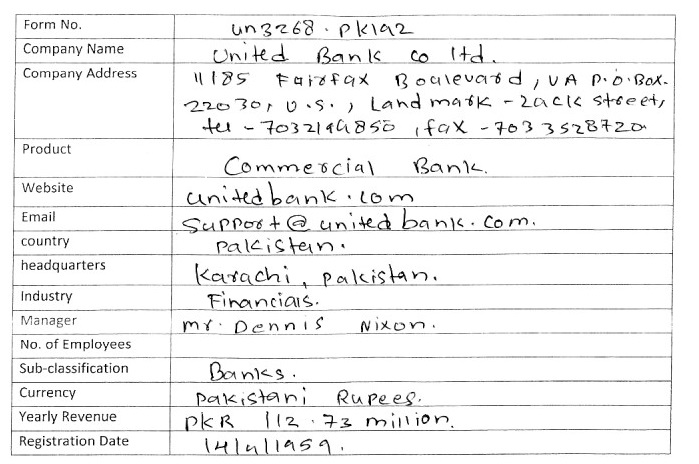 Form No. un3268.pk192
Company Name United Bank co ltd.
Company Address 11185 Fairfax Boulevard, VA P.O.Box.
22030, U.S., Landmark - zack street,
tel - 7032199850, fax - 7033528720
Product Commercial Bank.
Website unitedbank.com
Email support@unitedbank.com.
country pakistan.
headquarters Karachi, pakistan.
Industry Financials.
Manager mr. Dennis Nixon.
No. of Employees
Sub-classification Banks.
Currency pakistani Rupees.
Yearly Revenue PKR 112.73 million.
Registration Date 14/9/1959.